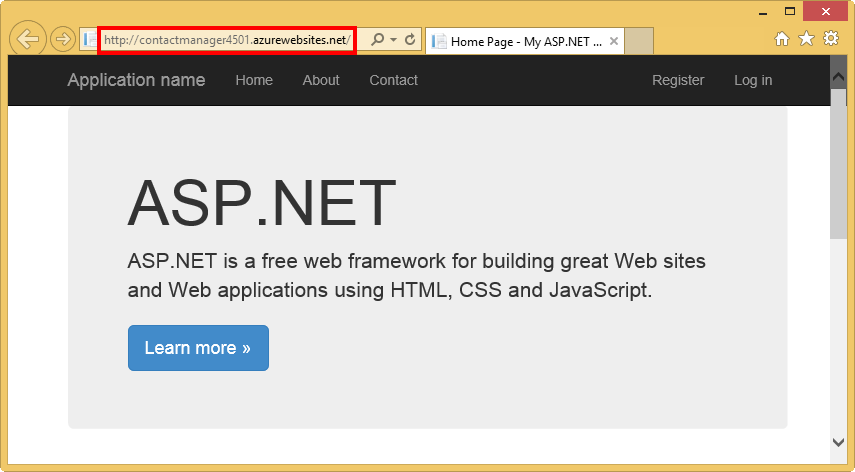 http://contactmanager4501.azurewebsites.net/
Home Page - My ASP.NET ...
Application name Home About Contact Register Log in
ASP.NET
ASP.NET is a free web framework for building great Web sites
and Web applications using HTML, CSS and JavaScript.
Learn more »